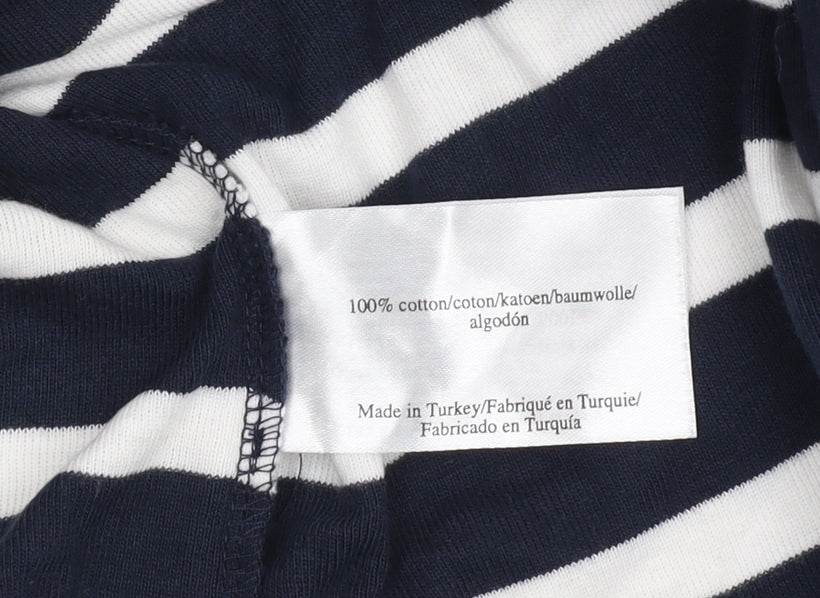 100% cotton/coton/katoen/baumwolle/
algodón
Made in Turkey/Fabriqué en Turquie/
Fabricado en Turquía